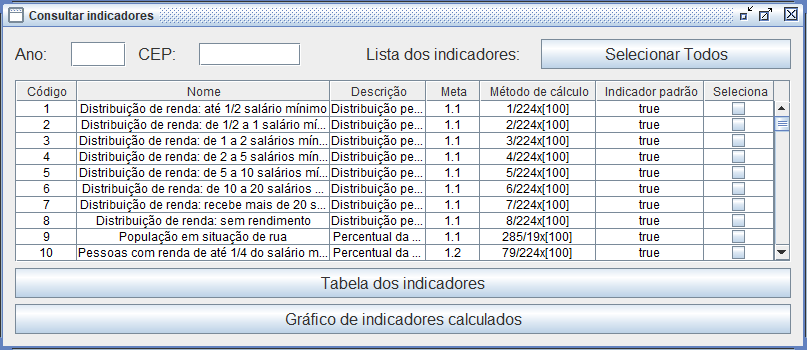 Consultar indicadores
Ano: CEP: Lista dos indicadores: Selecionar Todos
Código Nome Descrição Meta Método de cálculo Indicador padrão Seleciona
1 Distribuição de renda: até 1/2 salário mínimo Distribuição pe... 1.1 1/224x[100] true
2 Distribuição de renda: de 1/2 a 1 salário mí... Distribuição pe... 1.1 2/224x[100] true
3 Distribuição de renda: de 1 a 2 salários mín... Distribuição pe... 1.1 3/224x[100] true
4 Distribuição de renda: de 2 a 5 salários mín... Distribuição pe... 1.1 4/224x[100] true
5 Distribuição de renda: de 5 a 10 salários mí... Distribuição pe... 1.1 5/224x[100] true
6 Distribuição de renda: de 10 a 20 salários ... Distribuição pe... 1.1 6/224x[100] true
7 Distribuição de renda: recebe mais de 20 s... Distribuição pe... 1.1 7/224x[100] true
8 Distribuição de renda: sem rendimento Distribuição pe... 1.1 8/224x[100] true
9 População em situação de rua Percentual da ... 1.1 285/19x[100] true
10 Pessoas com renda de até 1/4 do salário m... Percentual da ... 1.2 79/224x[100] true
Tabela dos indicadores
Gráfico de indicadores calculados